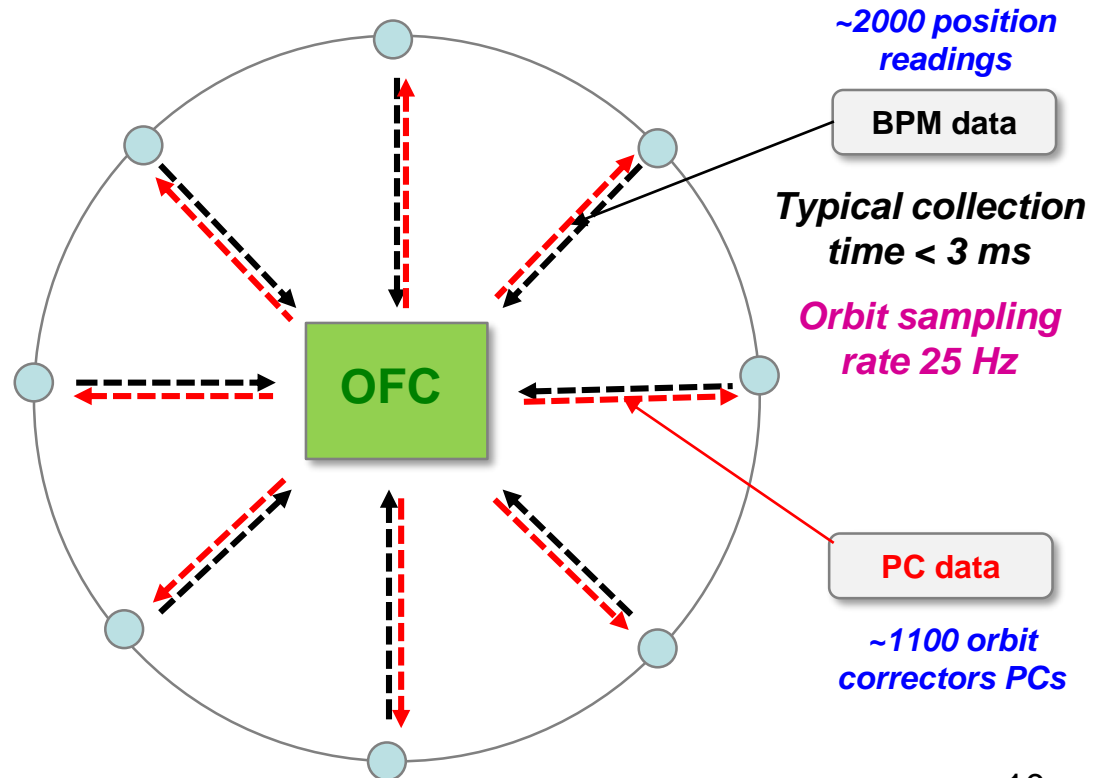 ~2000 position
readings
BPM data
Typical collection
time < 3 ms
Orbit sampling
rate 25 Hz
OFC
PC data
~1100 orbit
correctors PCs